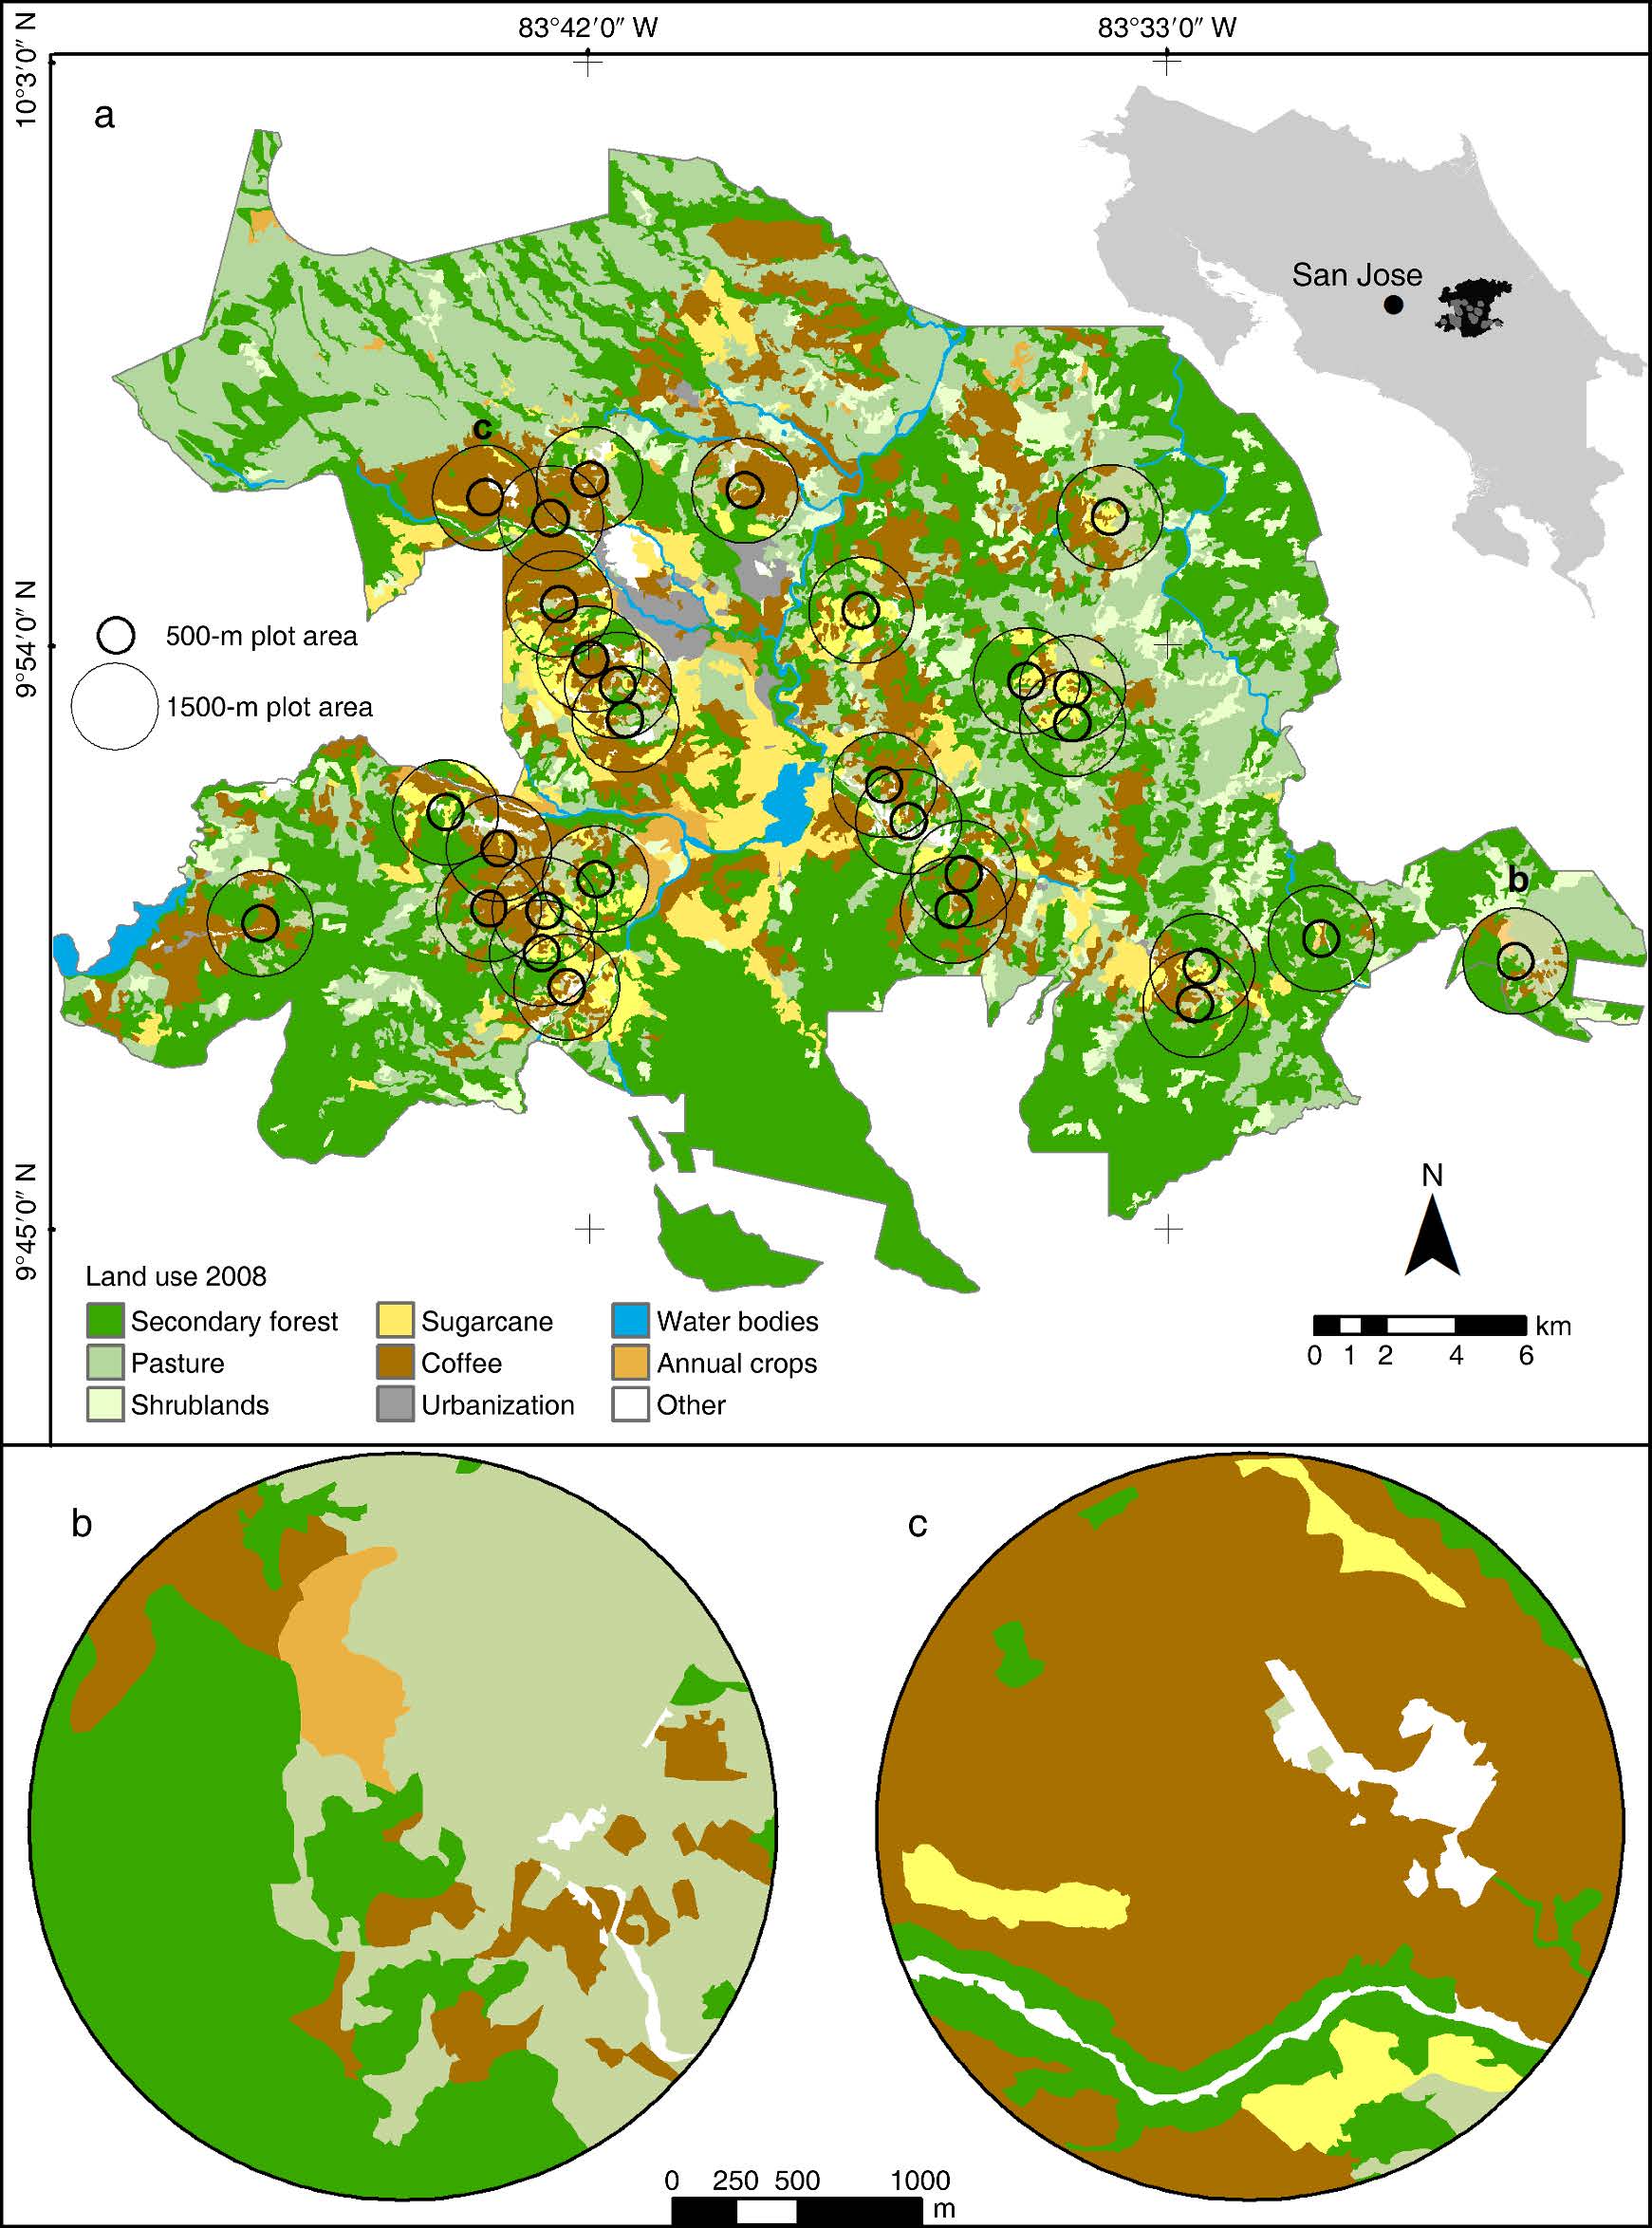 83°42′0″ W
83°33′0″ W
10°3′0″ N
a
San Jose
c
9°54′0″ N
500-m plot area
1500-m plot area
b
N
9°45′0″ N
Land use 2008
Secondary forest
Sugarcane
Water bodies
Pasture
Coffee
Annual crops
Shrublands
Urbanization
Other
km
0 1 2 4 6
b
c
0 250 500 1000
m